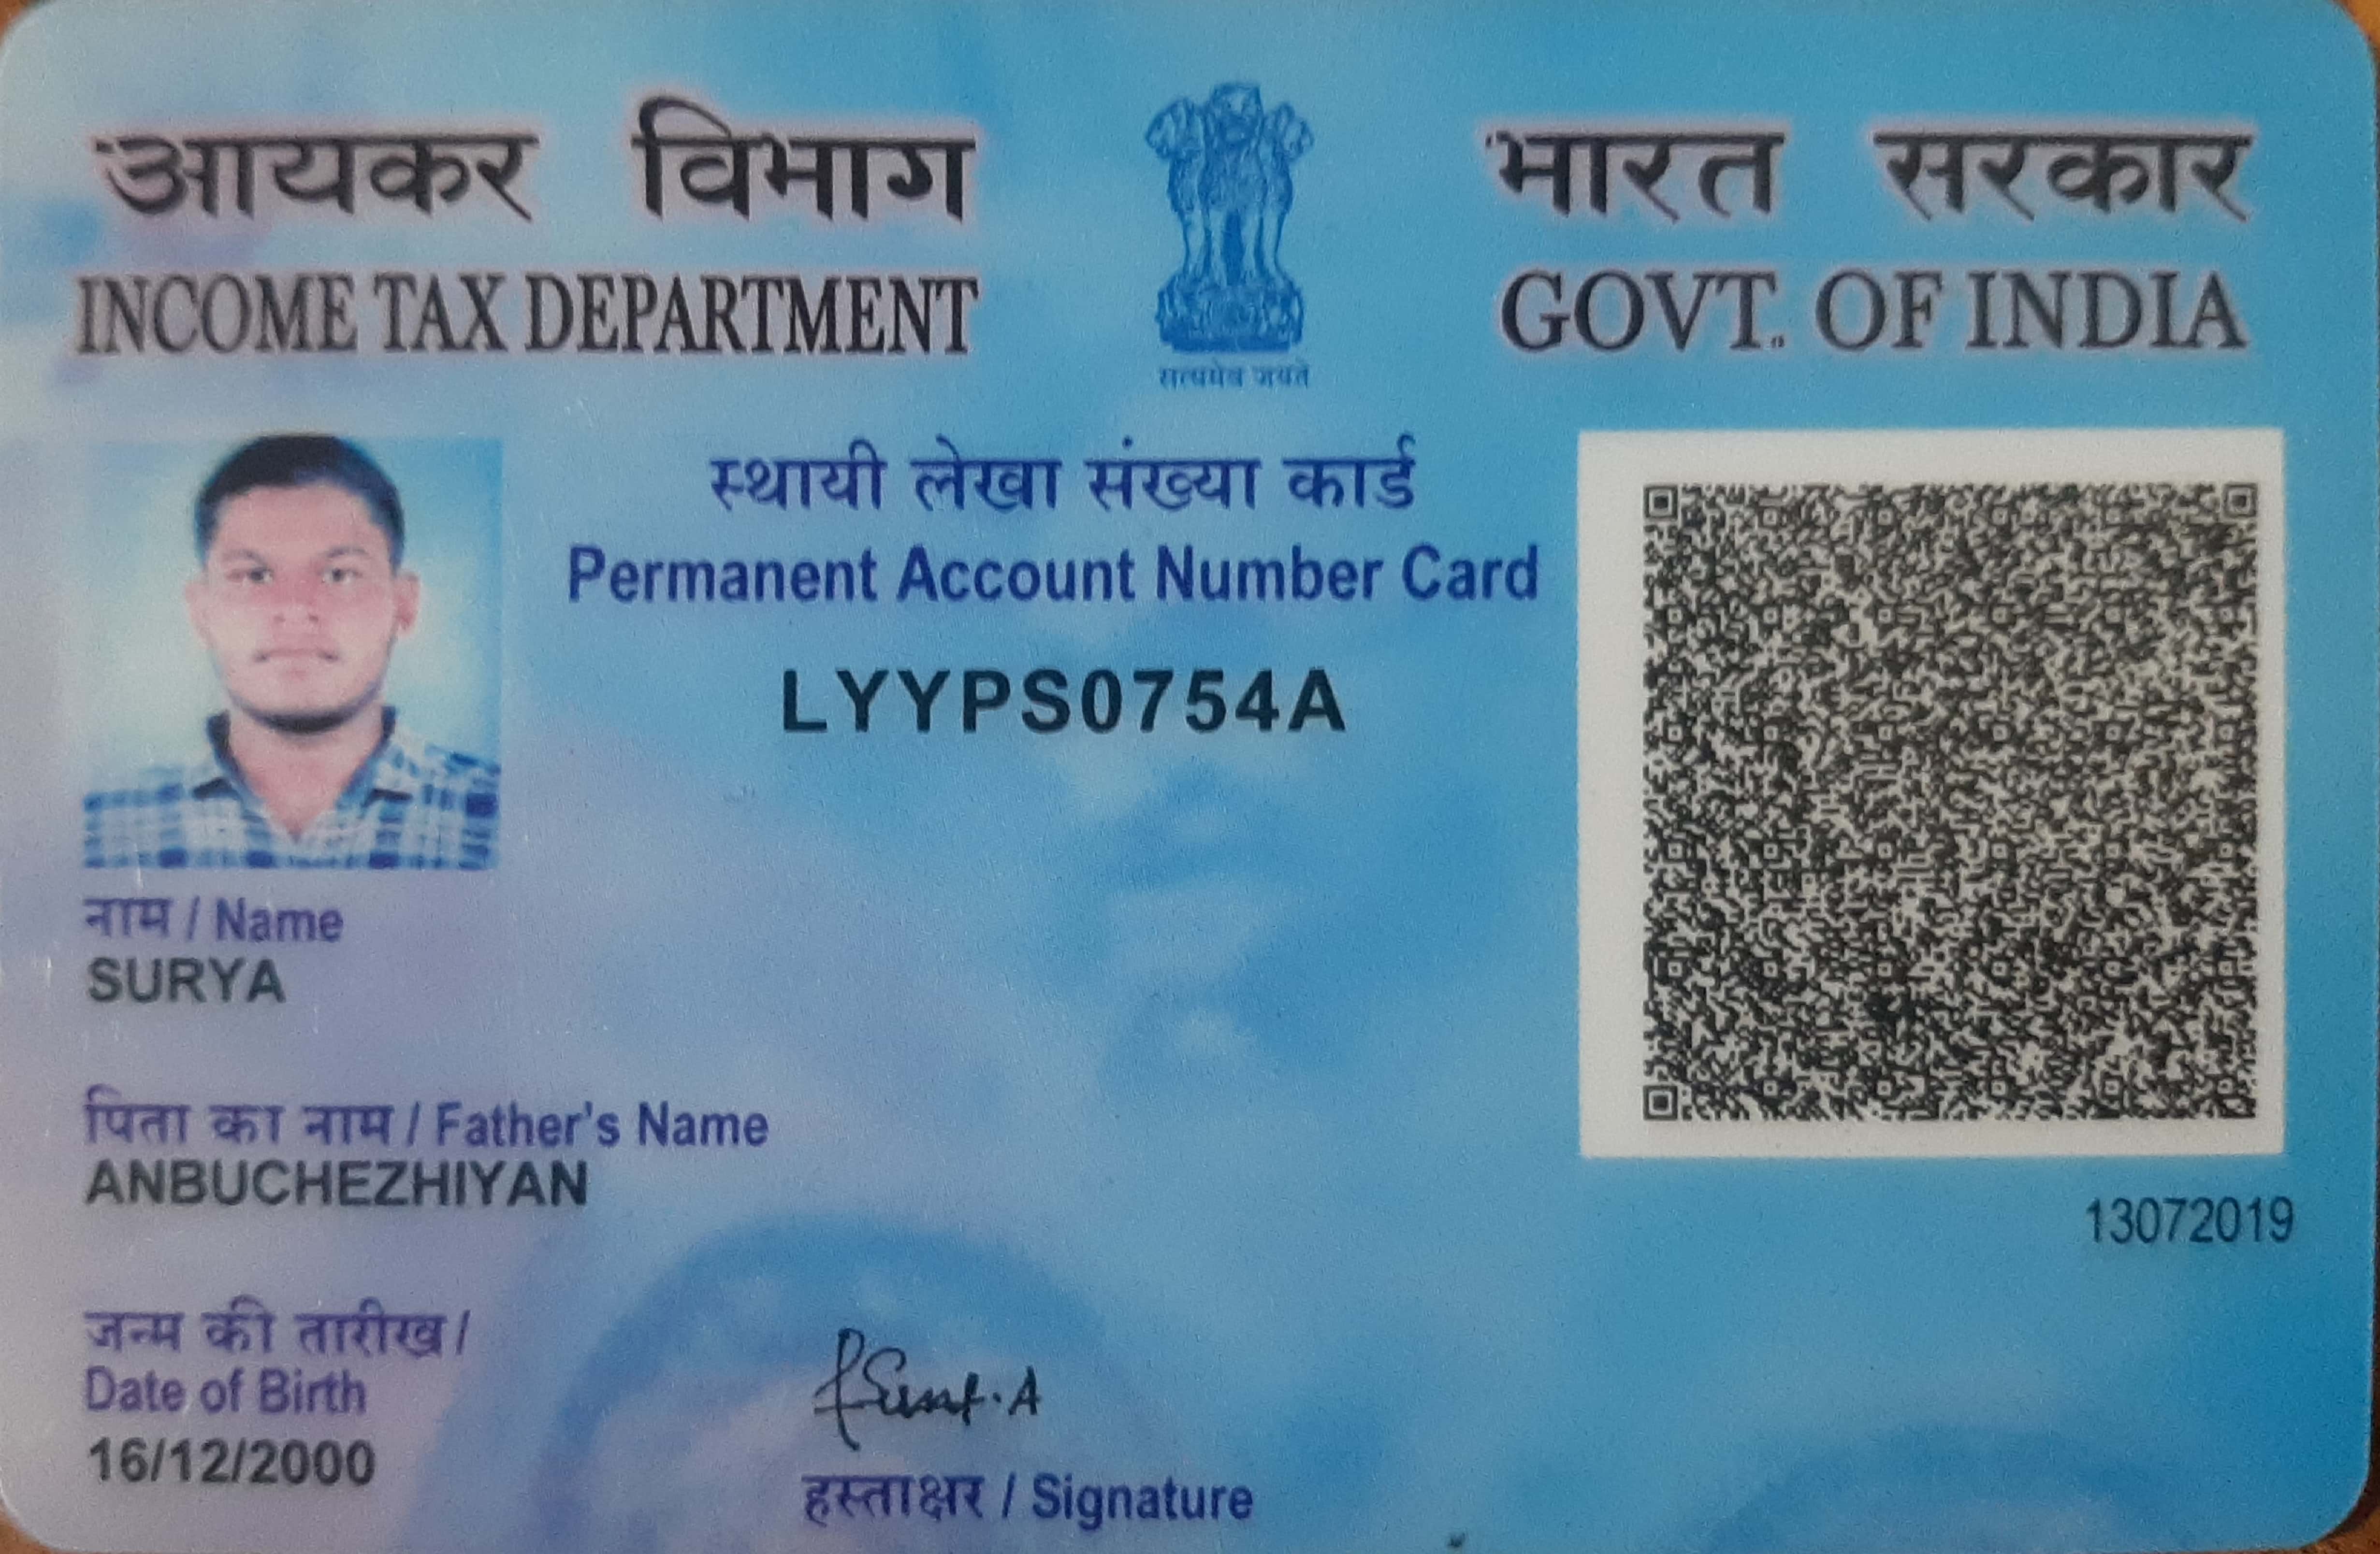 आयकर विभाग
INCOME TAX DEPARTMENT
सत्यमेव जयते
भारत सरकार
GOVT. OF INDIA
स्थायी लेखा संख्या कार्ड
Permanent Account Number Card
LYYPS0754A
नाम / Name
SURYA
पिता का नाम / Father's Name
ANBUCHEZHIYAN
13072019
जन्म की तारीख /
Date of Birth
16/12/2000
हस्ताक्षर / Signature